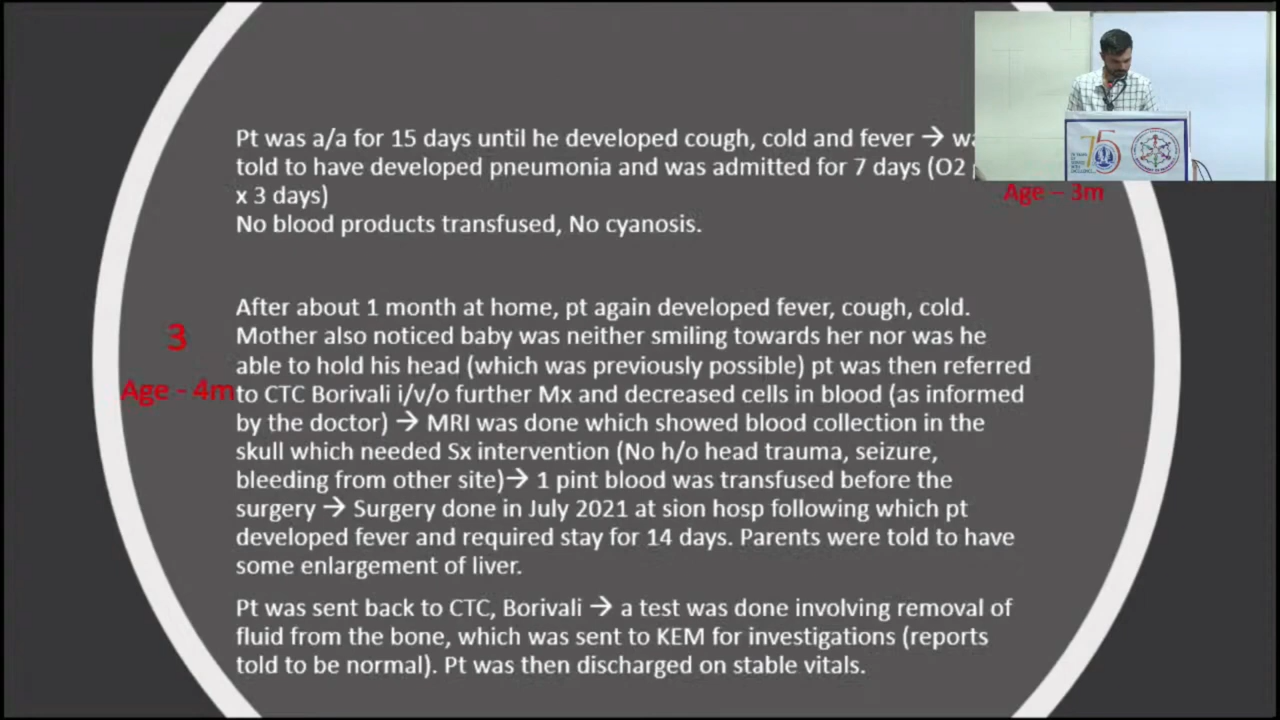 Pt was a/a for 15 days until he developed cough, cold and fever → wa
told to have developed pneumonia and was admitted for 7 days (O2
x 3 days)
Age – 3m
No blood products transfused, No cyanosis.
After about 1 month at home, pt again developed fever, cough, cold.
Mother also noticed baby was neither smiling towards her nor was he
3
able to hold his head (which was previously possible) pt was then referred
Age - 4m
to CTC Borivali i/v/o further Mx and decreased cells in blood (as informed
by the doctor) → MRI was done which showed blood collection in the
skull which needed Sx intervention (No h/o head trauma, seizure,
bleeding from other site)→ 1 pint blood was transfused before the
surgery → Surgery done in July 2021 at sion hosp following which pt
developed fever and required stay for 14 days. Parents were told to have
some enlargement of liver.
Pt was sent back to CTC, Borivali → a test was done involving removal of
fluid from the bone, which was sent to KEM for investigations (reports
told to be normal). Pt was then discharged on stable vitals.
75